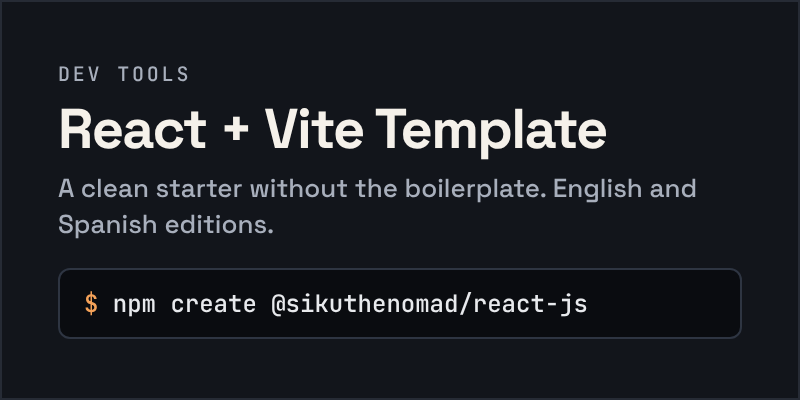 DEV TOOLS
React + Vite Template
A clean starter without the boilerplate. English and
Spanish editions.
$ npm create @sikuthenomad/react-js